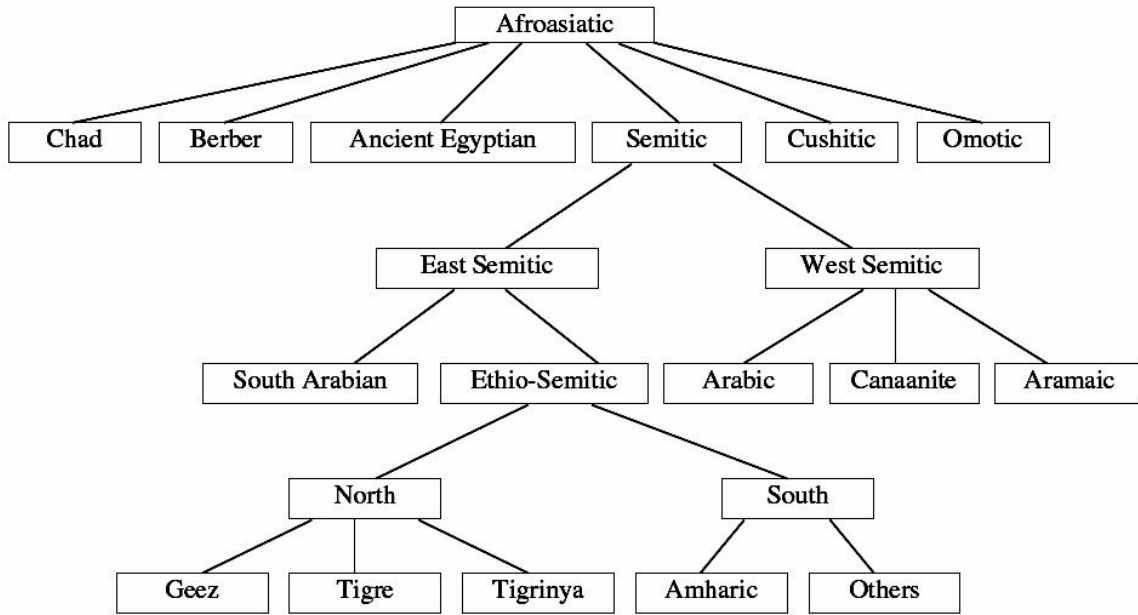 Afroasiatic
Chad Berber Ancient Egyptian Semitic Cushitic Omotic
East Semitic West Semitic
South Arabian Ethio-Semitic Arabic Canaanite Aramaic
North South
Geez Tigre Tigrinya Amharic Others